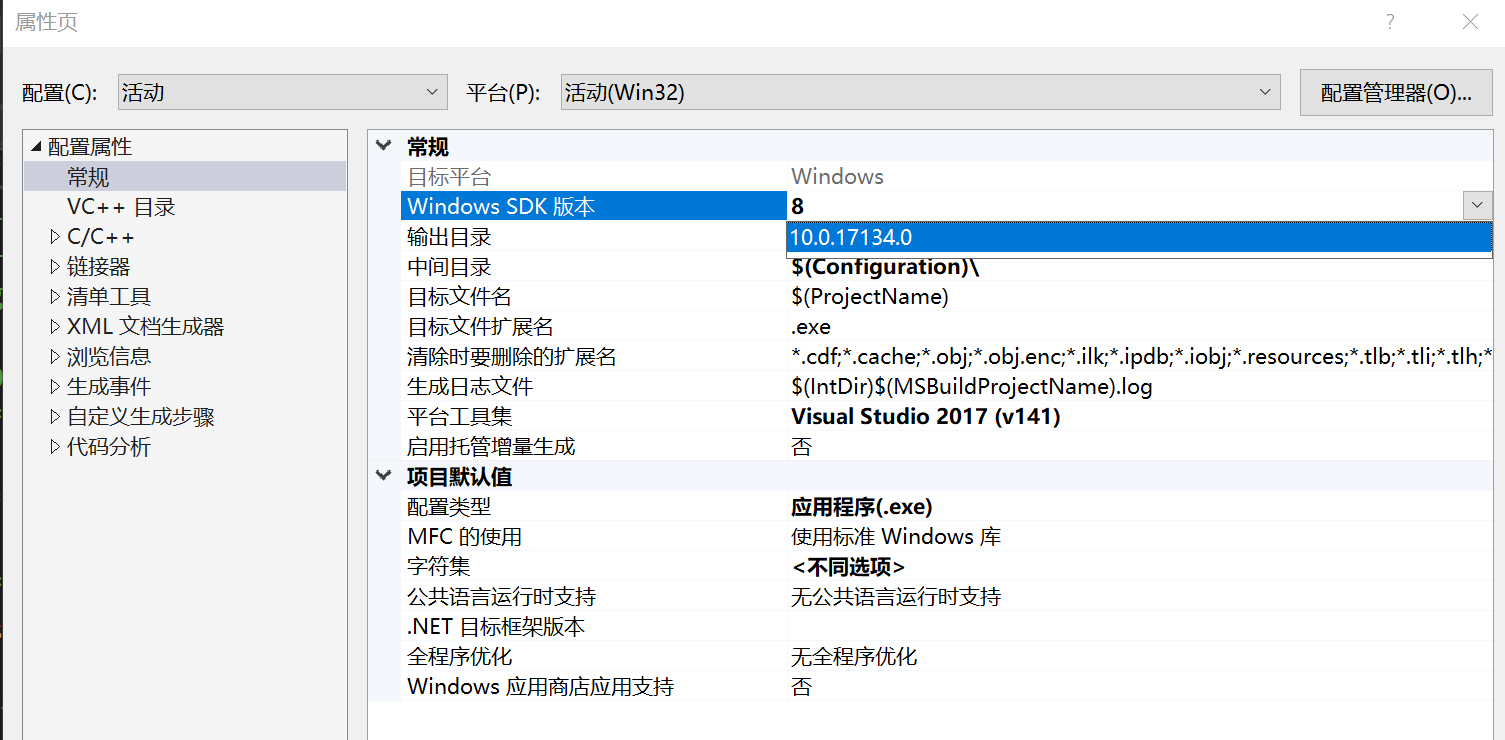 属性页
配置(C): 活动 平台(P): 活动(Win32) 配置管理器(O)...
配置属性
常规
VC++ 目录
C/C++
链接器
清单工具
XML 文档生成器
浏览信息
生成事件
自定义生成步骤
代码分析
常规
目标平台 Windows
Windows SDK 版本 8
10.0.17134.0
输出目录
中间目录 $(Configuration)\
目标文件名 $(ProjectName)
目标文件扩展名 .exe
清除时要删除的扩展名 *.cdf;*.cache;*.obj;*.obj.enc;*.ilk;*.ipdb;*.iobj;*.resources;*.tlb;*.tli;*.tlh;*
生成日志文件 $(IntDir)$(MSBuildProjectName).log
平台工具集 Visual Studio 2017 (v141)
启用托管增量生成 否
项目默认值
配置类型 应用程序(.exe)
MFC 的使用 使用标准 Windows 库
字符集 <不同选项>
公共语言运行时支持 无公共语言运行时支持
.NET 目标框架版本
全程序优化 无全程序优化
Windows 应用商店应用支持 否